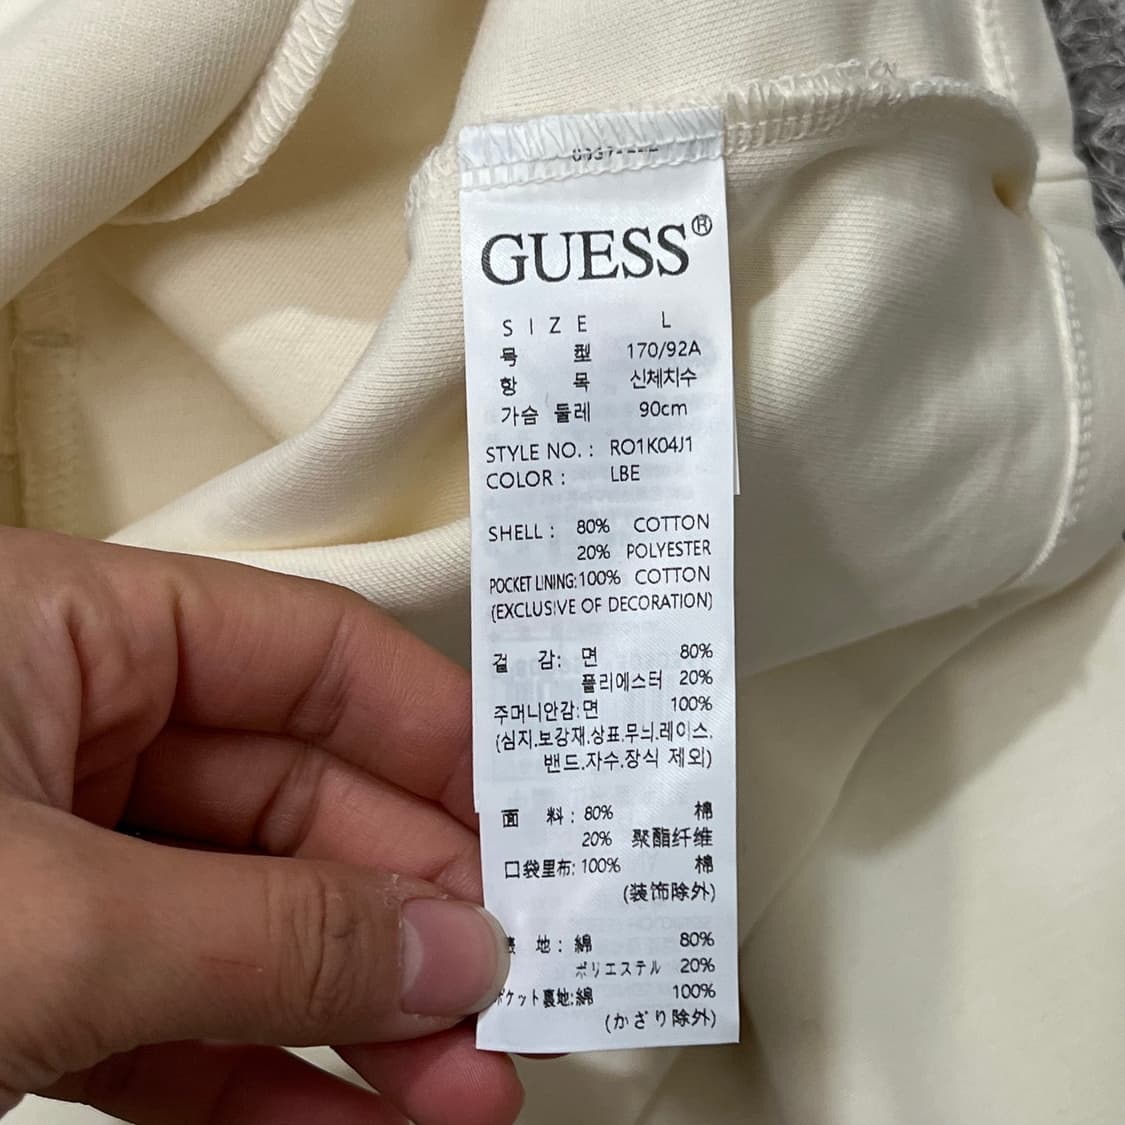 GUESS®
SIZE L
号 型 170/92A
항 목 신체치수
가슴 둘레 90cm
STYLE NO. : RO1K04J1
COLOR : LBE
SHELL : 80% COTTON
20% POLYESTER
POCKET LINING:100% COTTON
(EXCLUSIVE OF DECORATION)
겉 감: 면 80%
폴리에스터 20%
주머니안감:면 100%
(심지.보강재.상표.무늬.레이스.
밴드.자수.장식 제외)
面 料 : 80% 棉
20% 聚酯纤维
口袋里布: 100% 棉
(装饰除外)
地 : 綿 80%
ポリエステル 20%
ポケット裏地:綿 100%
(かざり除外)